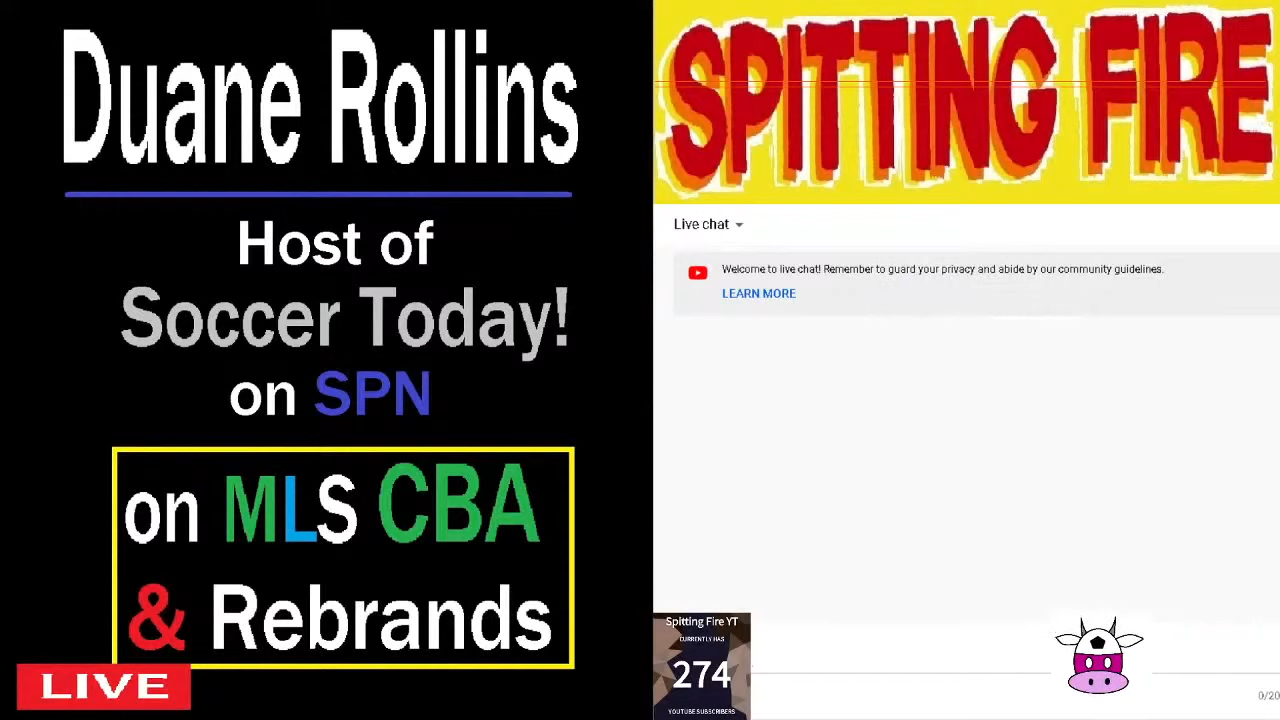 Duane Rollins
Host of
Soccer Today!
on SPN
on MLS CBA
& Rebrands
LIVE
SPITTING FIRE
Live chat
Welcome to live chat! Remember to guard your privacy and abide by our community guidelines.
LEARN MORE
Spitting Fire YT
CURRENTLY HAS
274
YOUTUBE SUBSCRIBERS
0/20